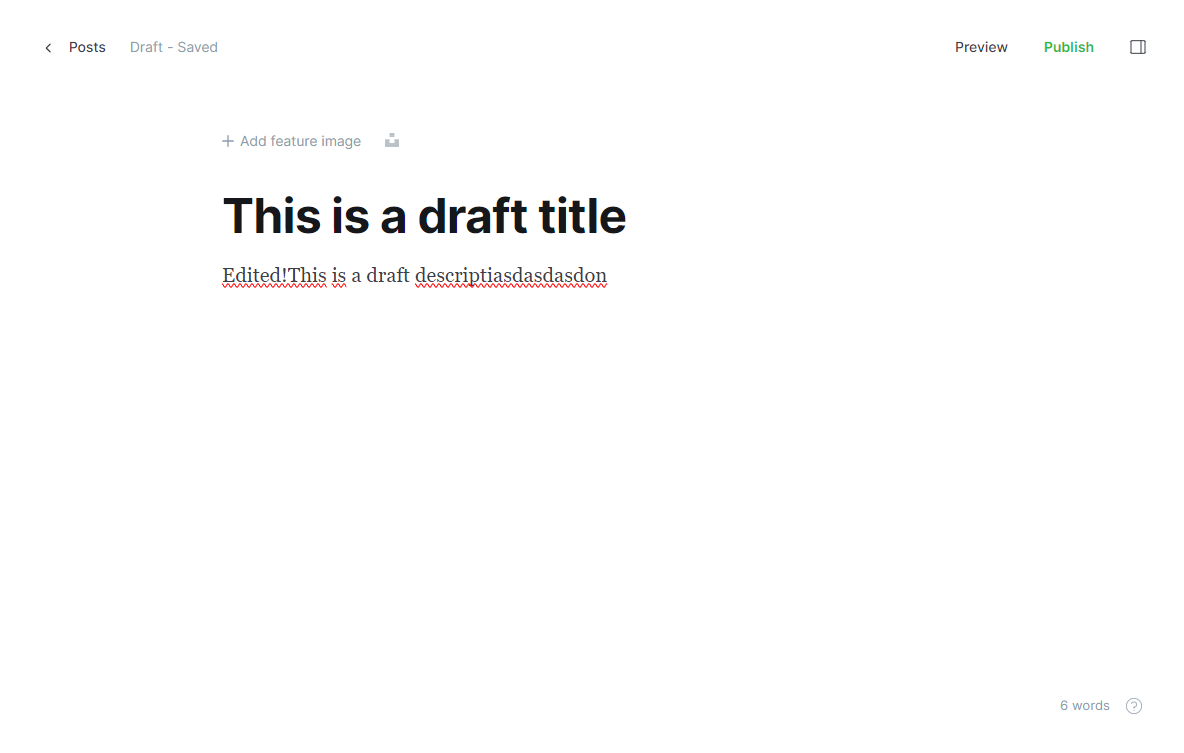 Posts Draft - Saved Preview Publish
Add feature image
This is a draft title
Edited!This is a draft descriptiasdasdasdon
6 words